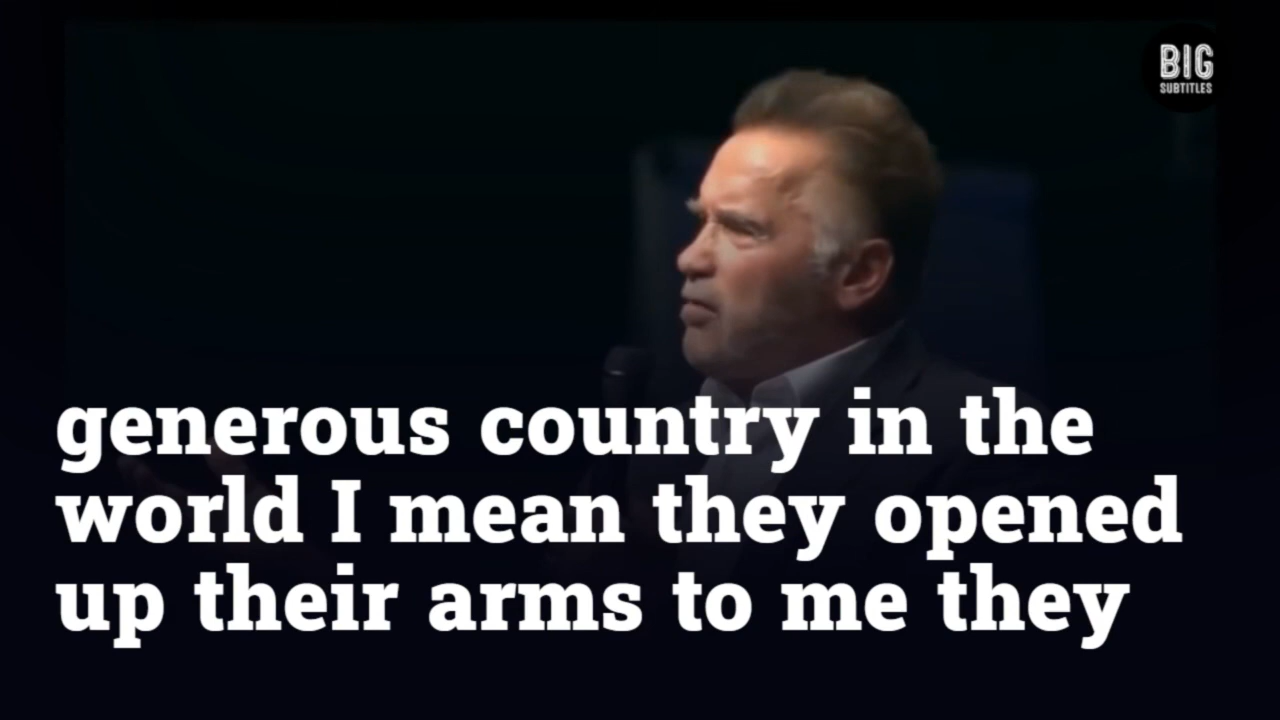 BIG
SUBTITLES
generous country in the
world I mean they opened
up their arms to me they